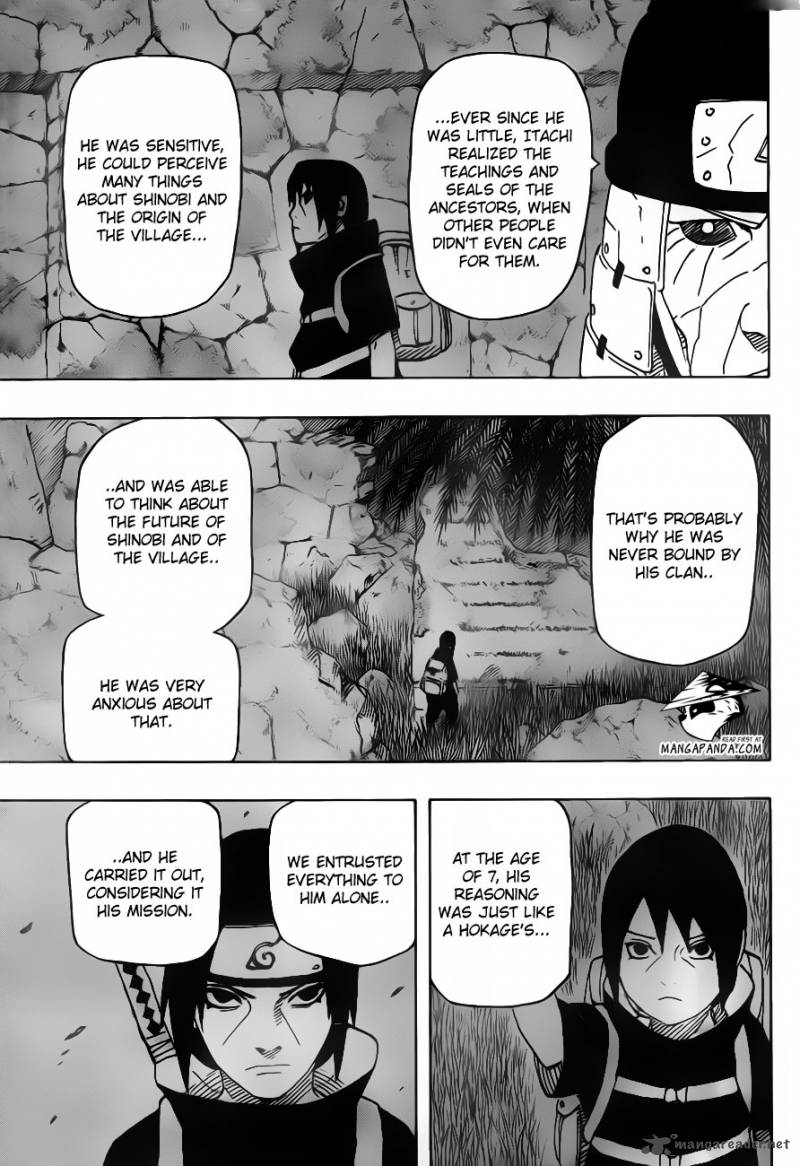 ...EVER SINCE HE
WAS LITTLE, ITACHI
REALIZED THE
TEACHINGS AND
SEALS OF THE
ANCESTORS, WHEN
OTHER PEOPLE
DIDN'T EVEN CARE
FOR THEM.
HE WAS SENSITIVE,
HE COULD PERCEIVE
MANY THINGS
ABOUT SHINOBI AND
THE ORIGIN OF
THE VILLAGE...
THAT'S PROBABLY
WHY HE WAS
NEVER BOUND BY
HIS CLAN..
..AND WAS ABLE
TO THINK ABOUT
THE FUTURE OF
SHINOBI AND OF
THE VILLAGE..
HE WAS VERY
ANXIOUS ABOUT
THAT.
READ FIRST AT
MANGAPANDA.COM
AT THE AGE
OF 7, HIS
REASONING
WAS JUST LIKE
A HOKAGE'S...
WE ENTRUSTED
EVERYTHING TO
HIM ALONE..
..AND HE
CARRIED IT OUT,
CONSIDERING IT
HIS MISSION.
mangareader.net